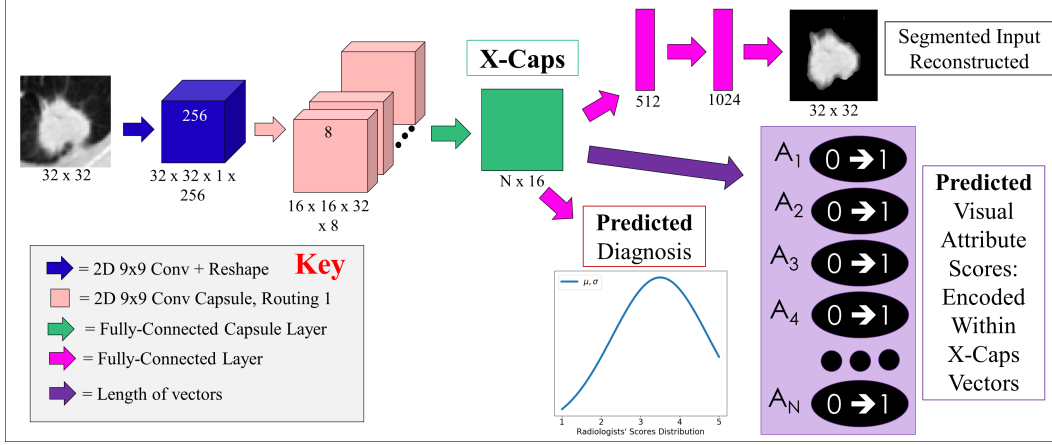 32 x 32
256
32 x 32 x 1 x
256
8
16 x 16 x 32
x 8
X-Caps
N x 16
512
1024
32 x 32
Segmented Input
Reconstructed
Predicted
Diagnosis
μ, σ
1 2 3 4 5
Radiologists' Scores Distribution
A1 0 ➔ 1
A2 0 ➔ 1
A3 0 ➔ 1
A4 0 ➔ 1
AN 0 ➔ 1
Predicted
Visual
Attribute
Scores:
Encoded
Within
X-Caps
Vectors
Key
= 2D 9x9 Conv + Reshape
= 2D 9x9 Conv Capsule, Routing 1
= Fully-Connected Capsule Layer
= Fully-Connected Layer
= Length of vectors